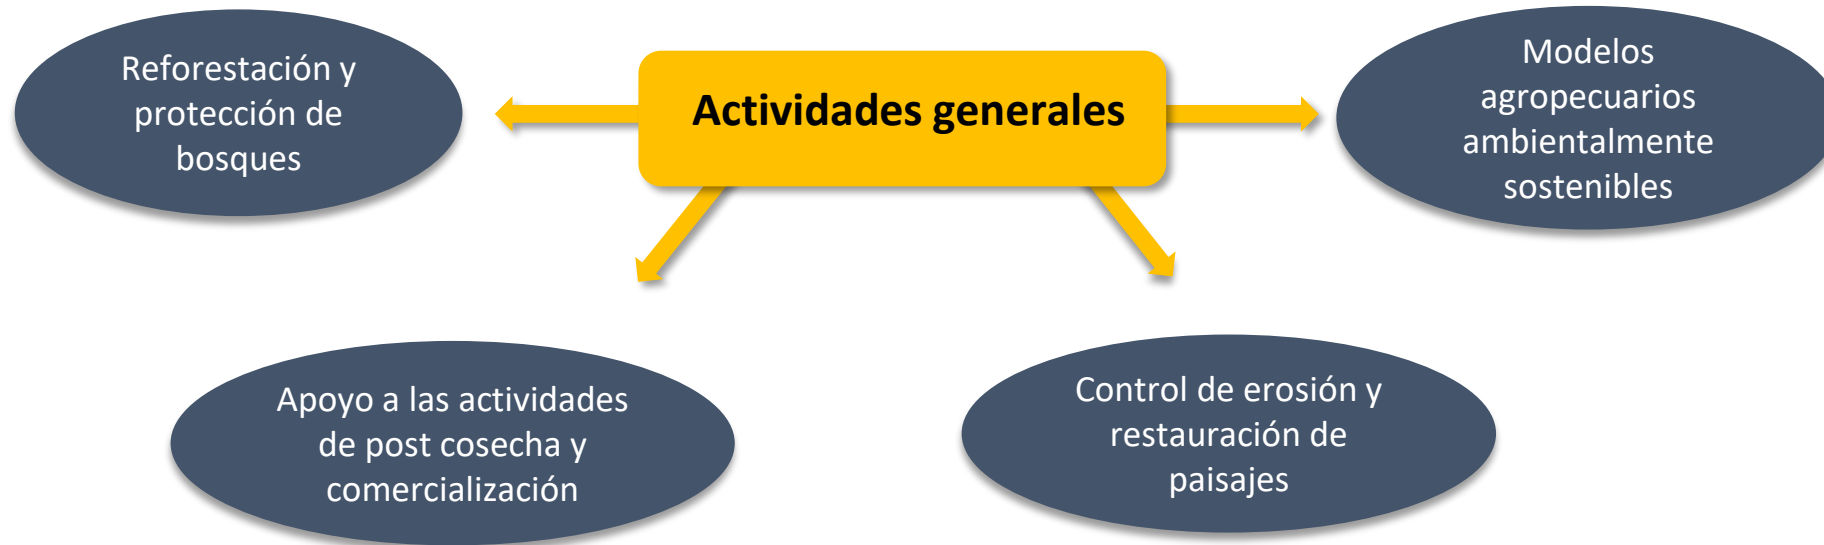 Reforestación y
protección de
bosques
Actividades generales
Modelos
agropecuarios
ambientalmente
sostenibles
Apoyo a las actividades
de post cosecha y
comercialización
Control de erosión y
restauración de
paisajes